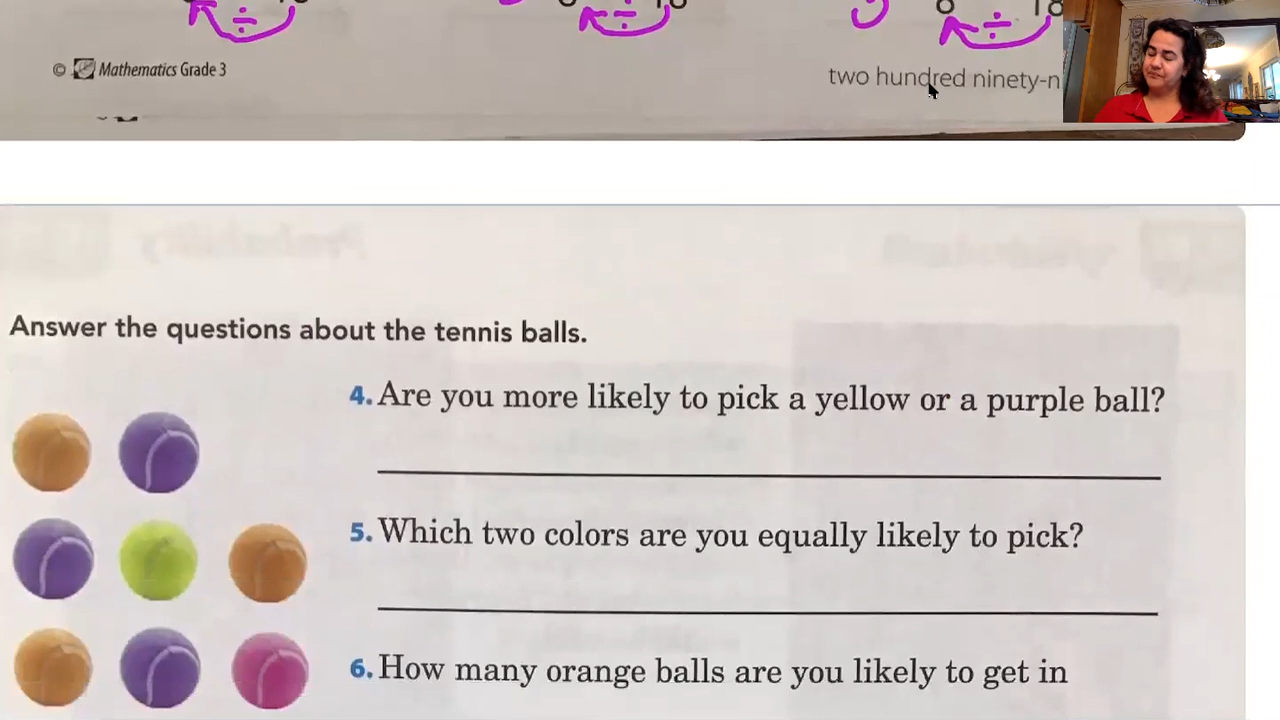 © Mathematics Grade 3
two hundred ninety-n
Answer the questions about the tennis balls.
4. Are you more likely to pick a yellow or a purple ball?
5. Which two colors are you equally likely to pick?
6. How many orange balls are you likely to get in